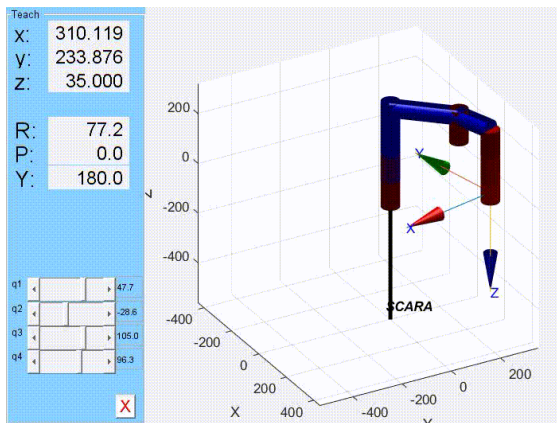 Teach
x: 310.119
y: 233.876
z: 35.000
R: 77.2
P: 0.0
Y: 180.0
q1 47.7
q2 -28.6
q3 105.0
q4 96.3
X
200
0
-200
-400
Z
-400
-200
0
200
400
X
-400
-200
0
200
Y
X
Z
SCARA